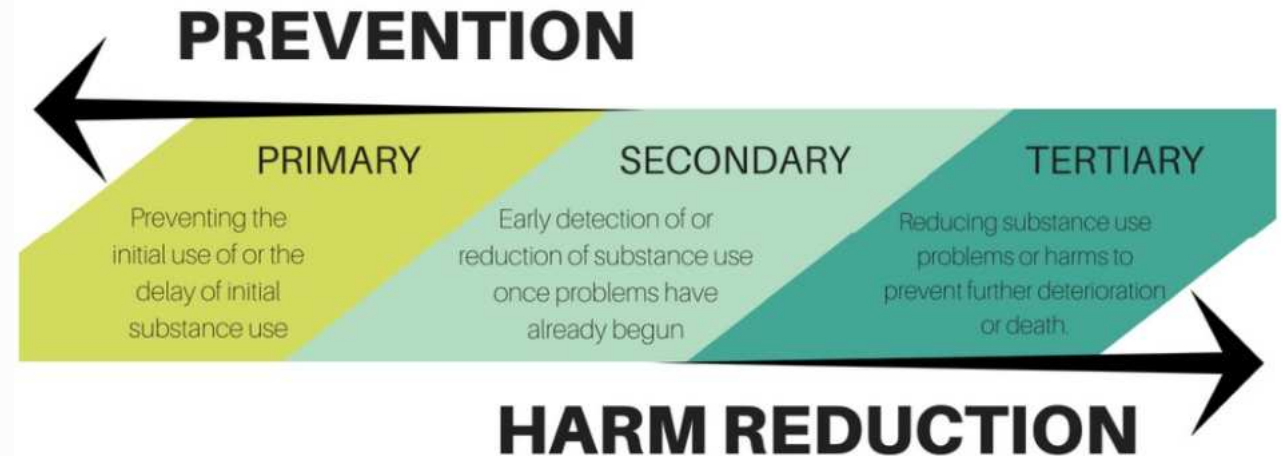 PREVENTION
PRIMARY
Preventing the
initial use of or the
delay of initial
substance use
SECONDARY
Early detection of or
reduction of substance use
once problems have
already begun
TERTIARY
Reducing substance use
problems or harms to
prevent further deterioration
or death.
HARM REDUCTION